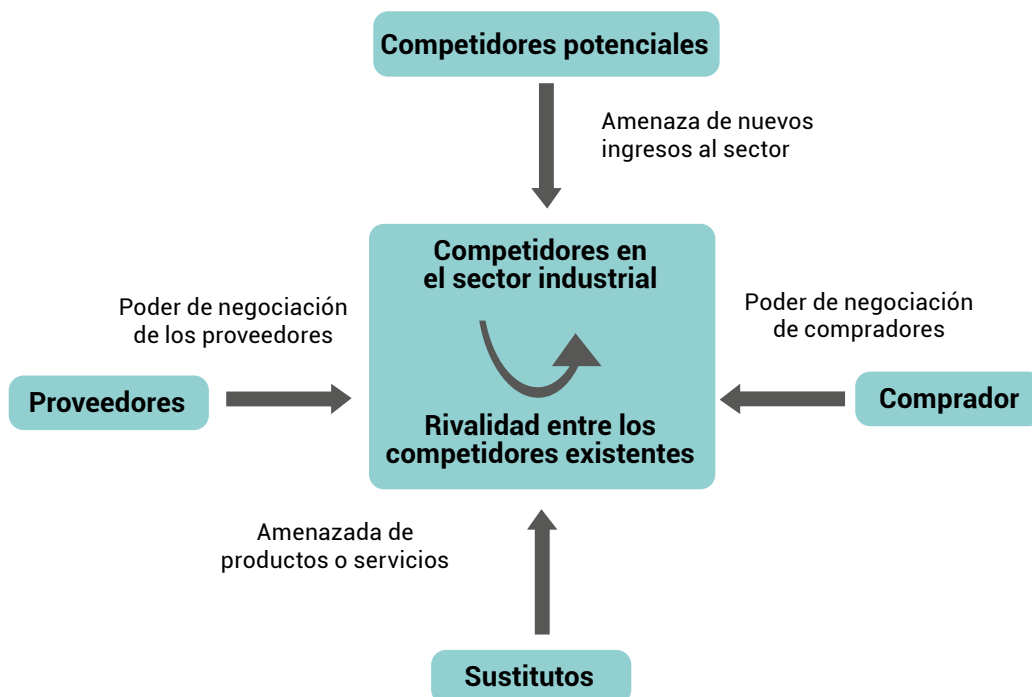 Competidores potenciales
Amenaza de nuevos
ingresos al sector
Competidores en
el sector industrial
Poder de negociación
de los proveedores
Poder de negociación
de compradores
Proveedores
Comprador
Rivalidad entre los
competidores existentes
Amenazada de
productos o servicios
Sustitutos